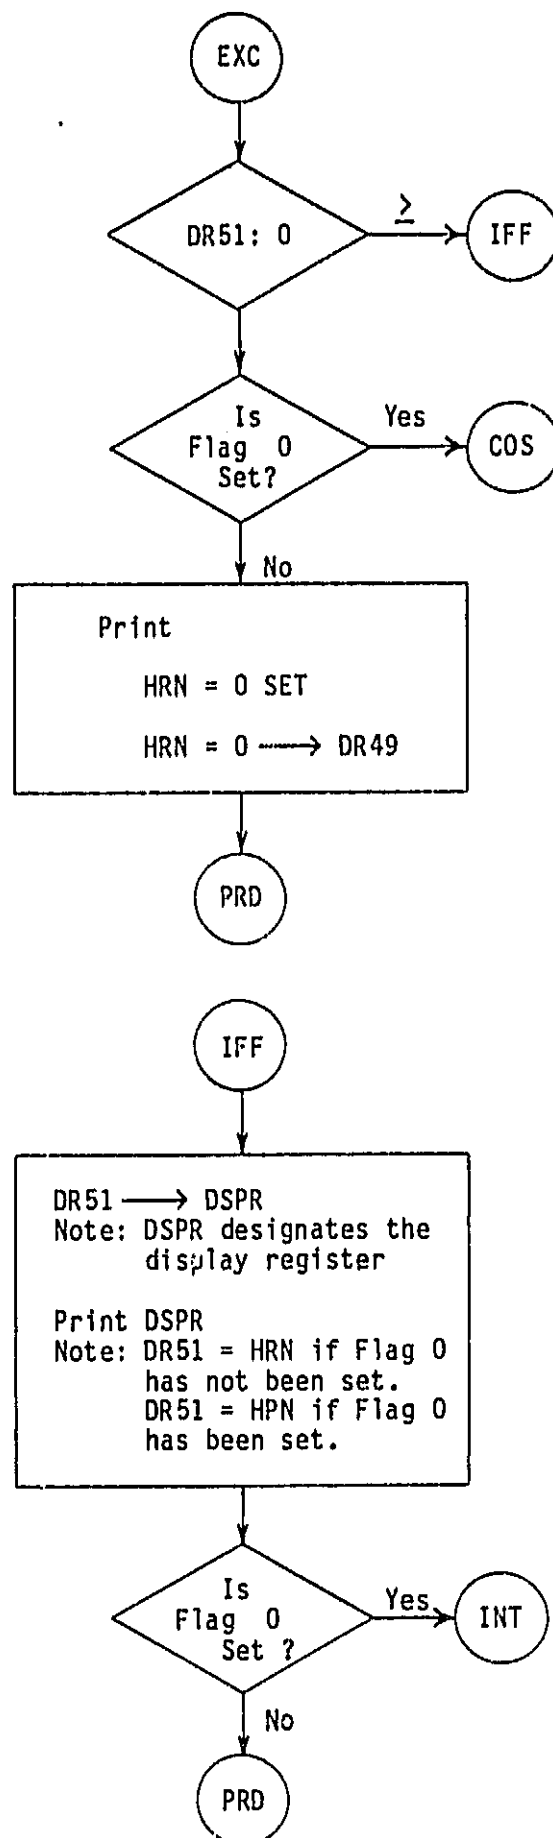 EXC
DR51: 0
≥
IFF
Is
Flag 0
Set?
Yes
COS
No
Print
HRN = 0 SET
HRN = 0 ⟶ DR49
PRD
IFF
DR51 ⟶ DSPR
Note: DSPR designates the
display register
Print DSPR
Note: DR51 = HRN if Flag 0
has not been set.
DR51 = HPN if Flag 0
has been set.
Is
Flag 0
Set ?
Yes
INT
No
PRD